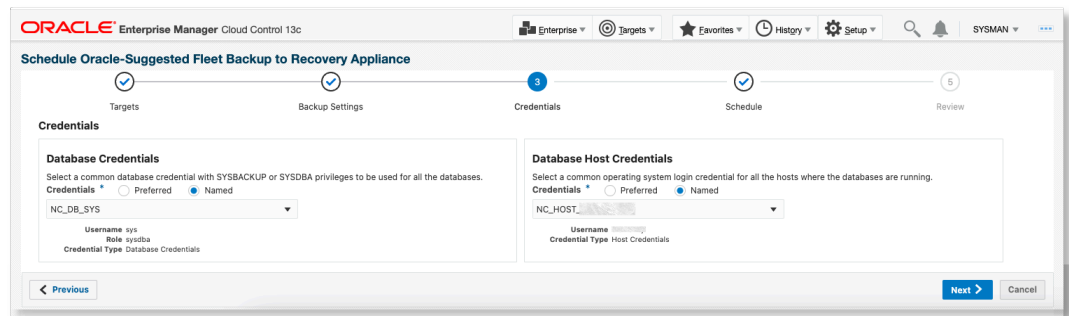 ORACLE Enterprise Manager Cloud Control 13c
Enterprise Targets Favorites History Setup SYSMAN
Schedule Oracle-Suggested Fleet Backup to Recovery Appliance
3 5
Targets Backup Settings Credentials Schedule Review
Credentials
Database Credentials
Select a common database credential with SYSBACKUP or SYSDBA privileges to be used for all the databases.
Credentials * Preferred Named
NC_DB_SYS
Username sys
Role sysdba
Credential Type Database Credentials
Database Host Credentials
Select a common operating system login credential for all the hosts where the databases are running.
Credentials * Preferred Named
NC_HOST_
Username
Credential Type Host Credentials
Previous Next Cancel